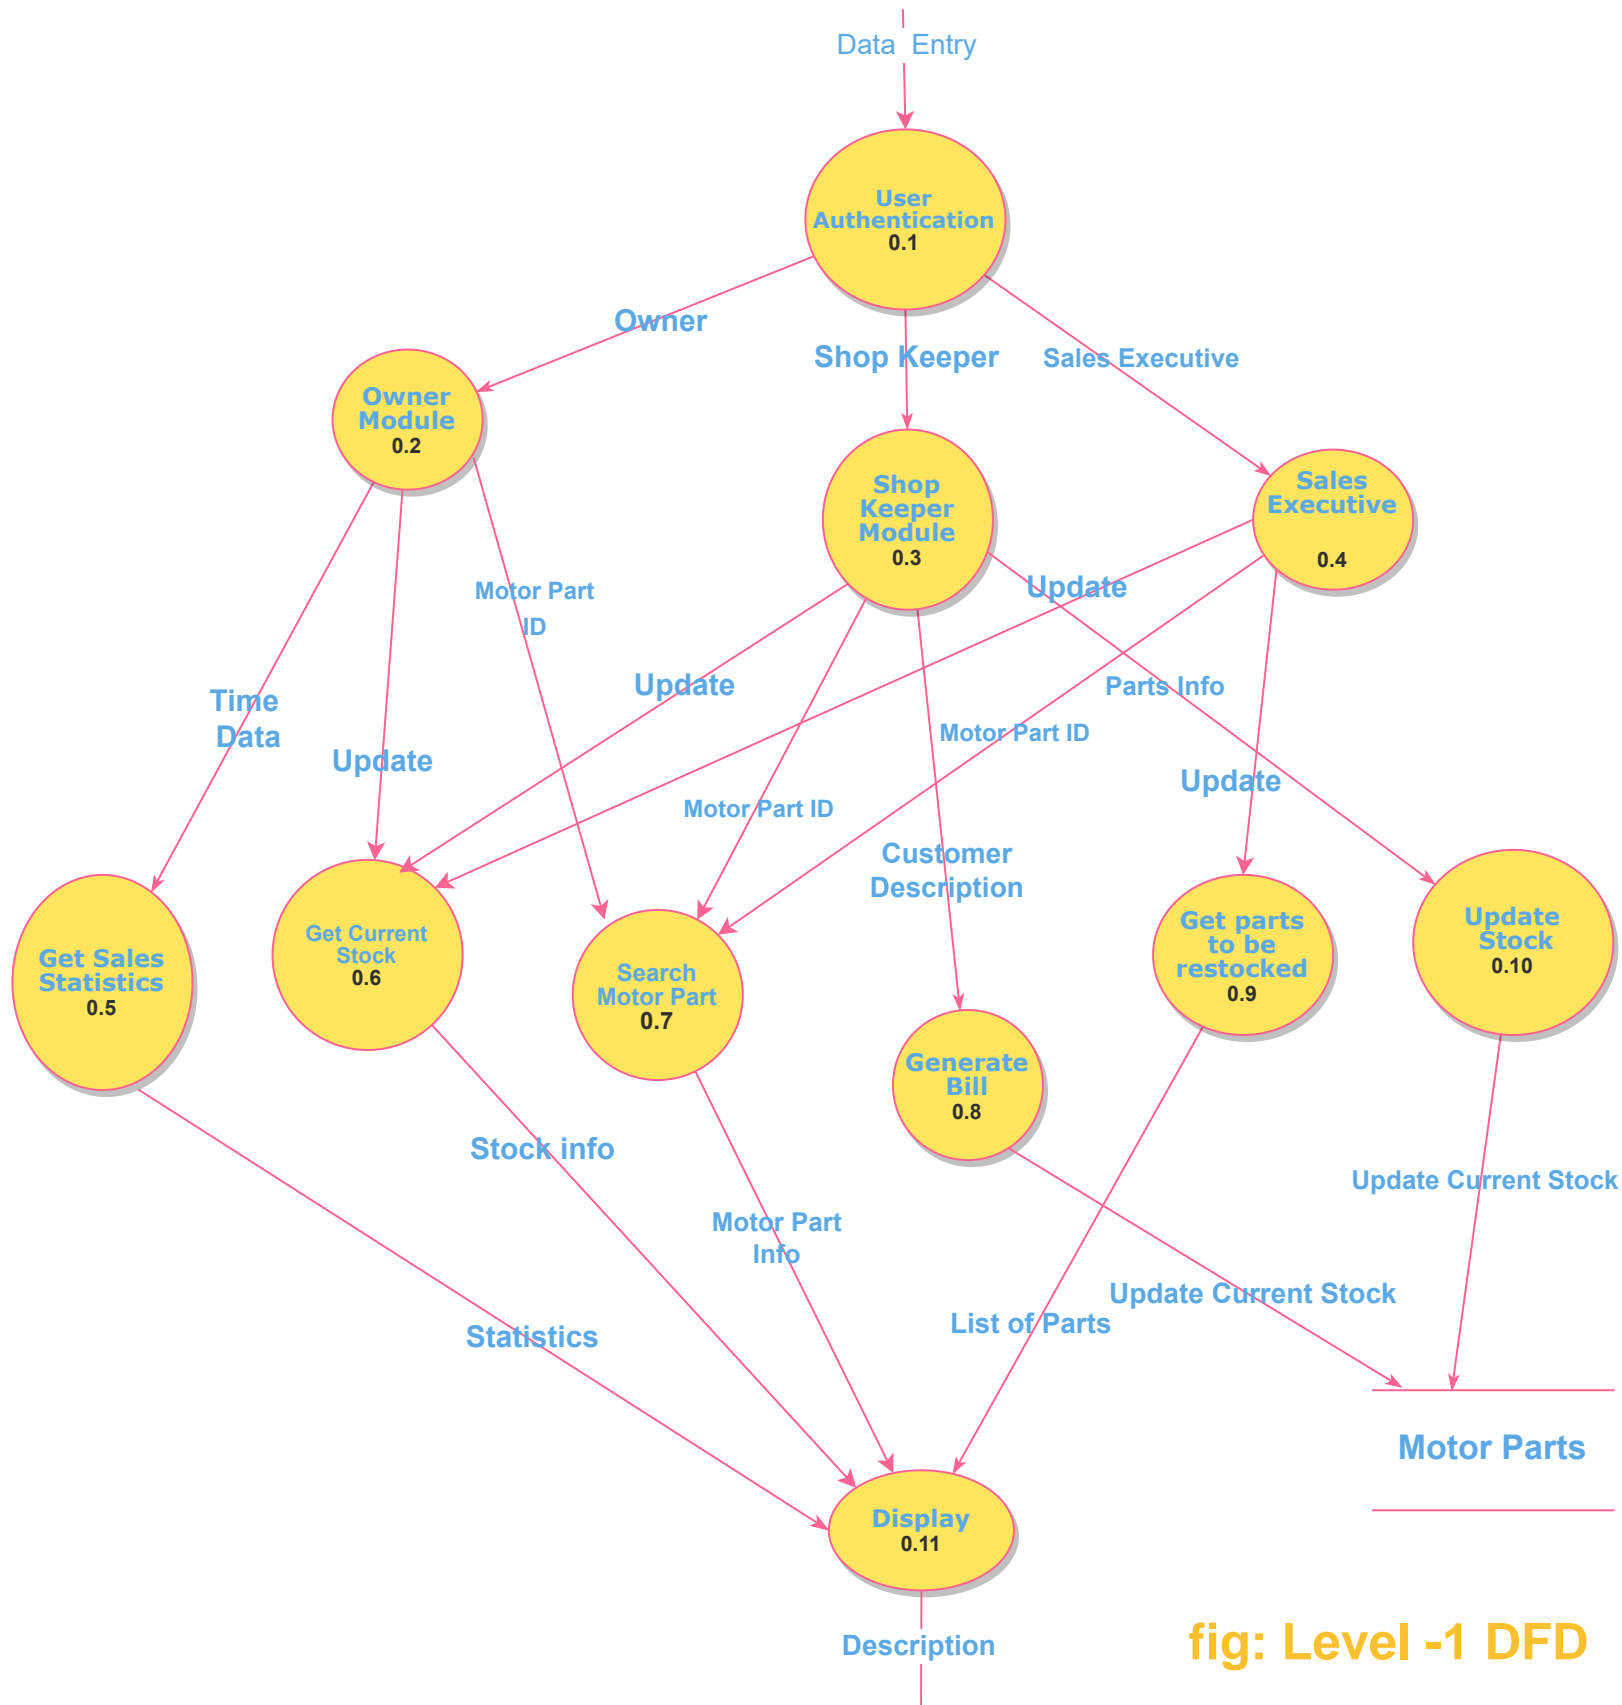 Data  Entry
User
Authentication
0.1
Owner
Shop Keeper
Sales Executive
Owner
Module
0.2
Shop
Keeper
Module
0.3
Sales
Executive
0.4
Motor Part
ID
Update
Update
Parts Info
Time
Data
Update
Motor Part ID
Update
Motor Part ID
Customer
Description
Get Sales
Statistics
0.5
Get Current
Stock
0.6
Search
Motor Part
0.7
Generate
Bill
0.8
Get parts
to be
restocked
0.9
Update
Stock
0.10
Stock info
Motor Part
Info
Update Current Stock
Update Current Stock
List of Parts
Statistics
Motor Parts
Display
0.11
Description
fig: Level -1 DFD